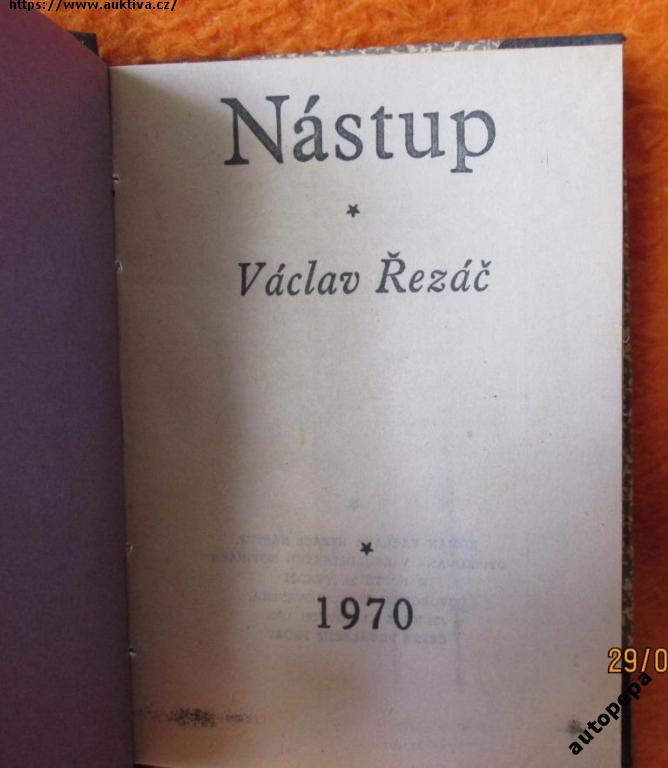 https://www.auktiva.cz/
Nástup
Václav Řezáč
1970
29/0
autopepa